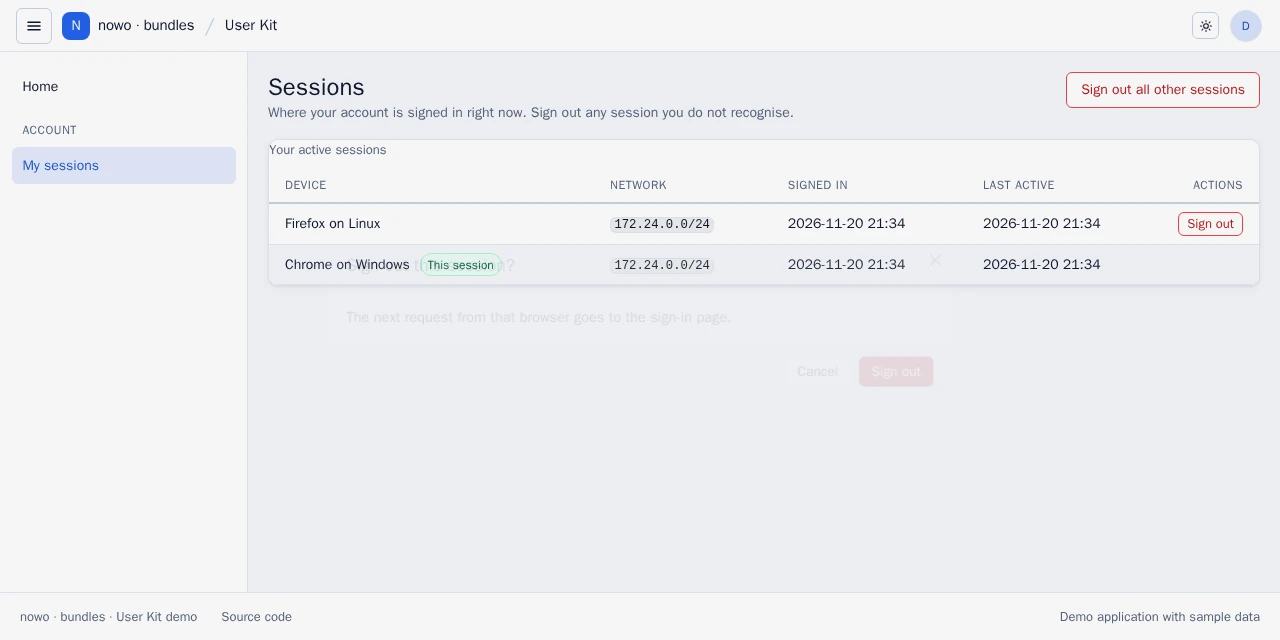 N nowo · bundles / User Kit D
Home
ACCOUNT
My sessions
Sessions
Where your account is signed in right now. Sign out any session you do not recognise.
Sign out all other sessions
Your active sessions
DEVICE NETWORK SIGNED IN LAST ACTIVE ACTIONS
Firefox on Linux 172.24.0.0/24 2026-11-20 21:34 2026-11-20 21:34 Sign out
Chrome on Windows This session 172.24.0.0/24 2026-11-20 21:34 2026-11-20 21:34
The next request from that browser goes to the sign-in page.
Cancel Sign out
nowo · bundles · User Kit demo Source code Demo application with sample data